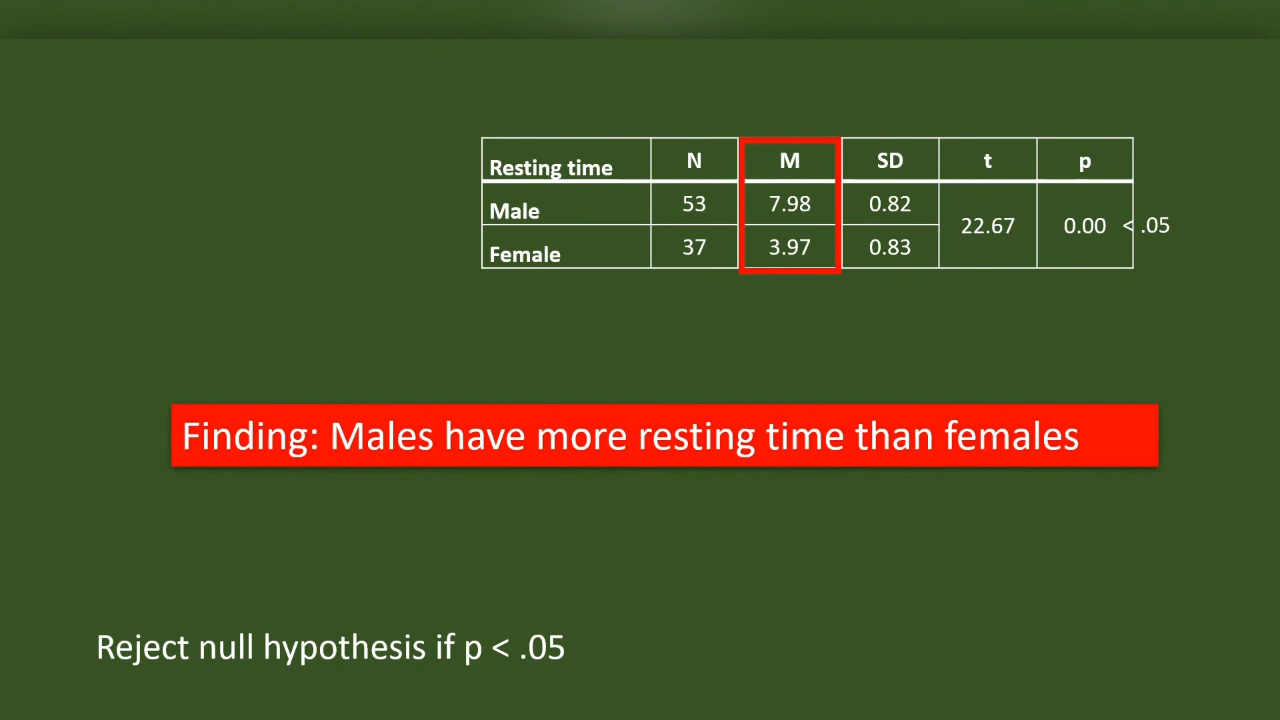 Resting time N M SD t p
Male 53 7.98 0.82 22.67 0.00 < .05
Female 37 3.97 0.83
Finding: Males have more resting time than females
Reject null hypothesis if p < .05